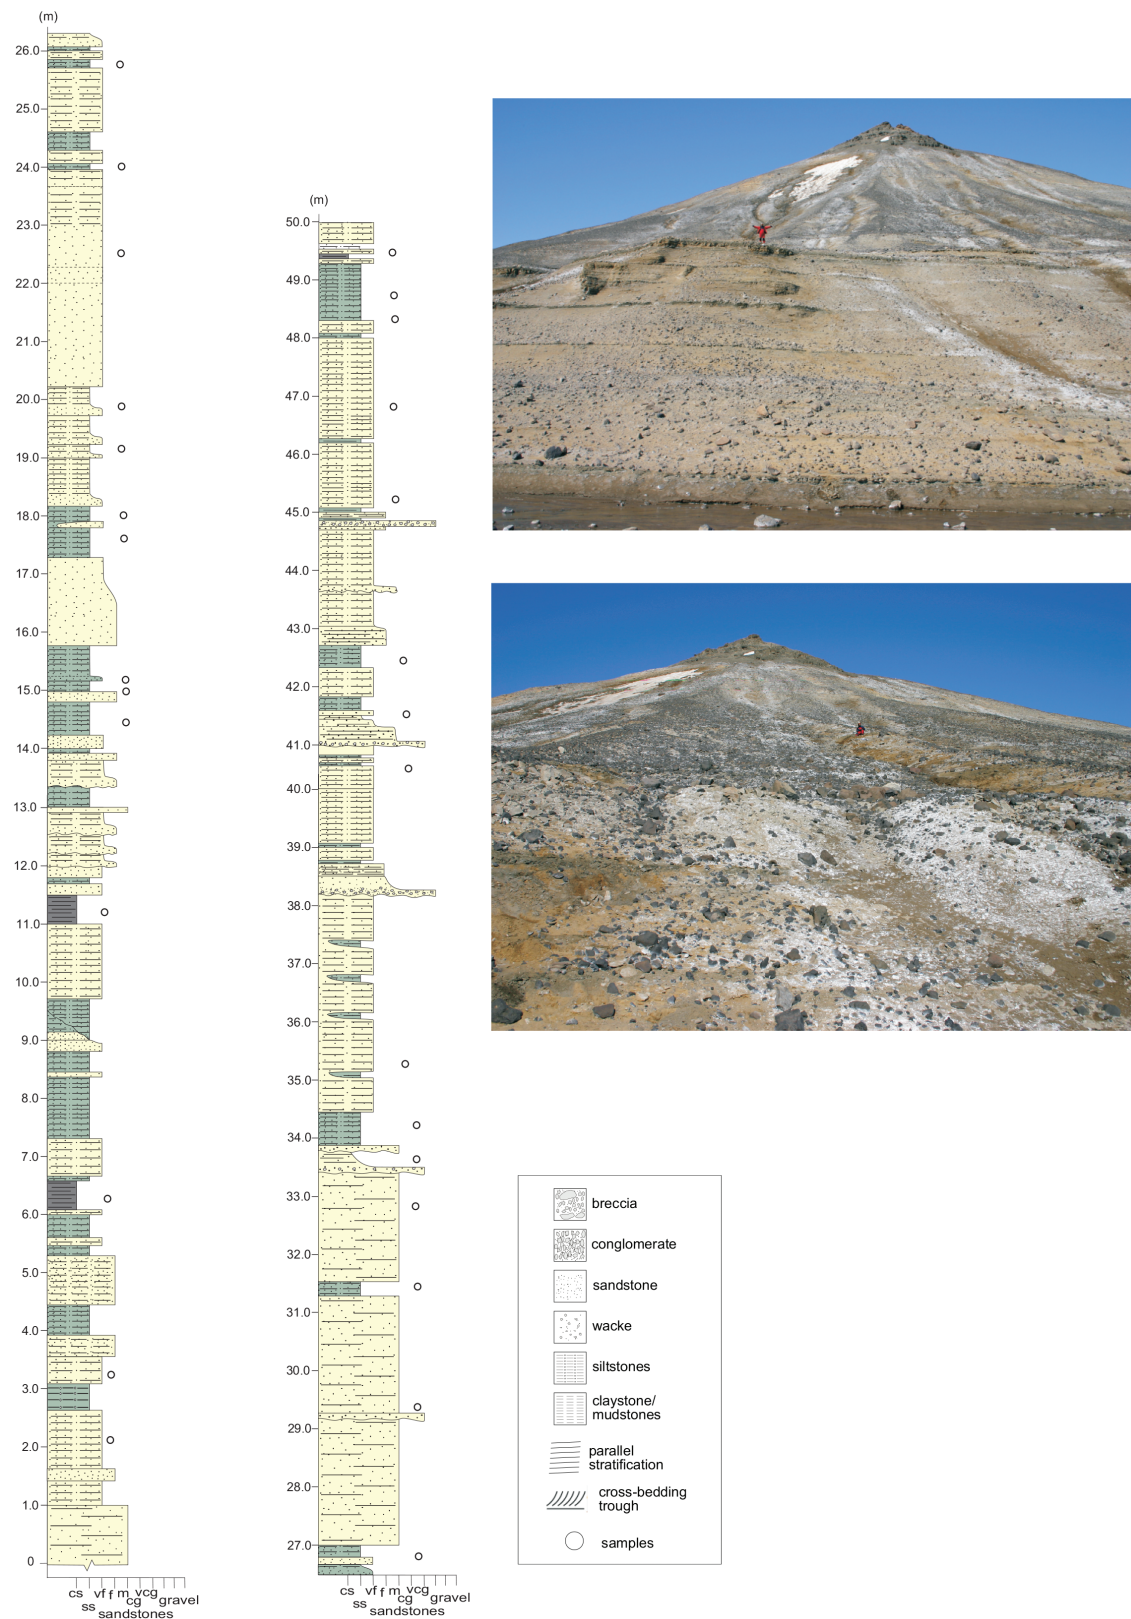 (m)
26.0
25.0
24.0
23.0
22.0
21.0
20.0
19.0
18.0
17.0
16.0
15.0
14.0
13.0
12.0
11.0
10.0
9.0
8.0
7.0
6.0
5.0
4.0
3.0
2.0
1.0
0
cs vf f m vcg
ss cg gravel
sandstones
(m)
50.0
49.0
48.0
47.0
46.0
45.0
44.0
43.0
42.0
41.0
40.0
39.0
38.0
37.0
36.0
35.0
34.0
33.0
32.0
31.0
30.0
29.0
28.0
27.0
cs vf f m vcg
ss cg gravel
sandstones
breccia
conglomerate
sandstone
wacke
siltstones
claystone/
mudstones
parallel
stratification
cross-bedding
trough
samples